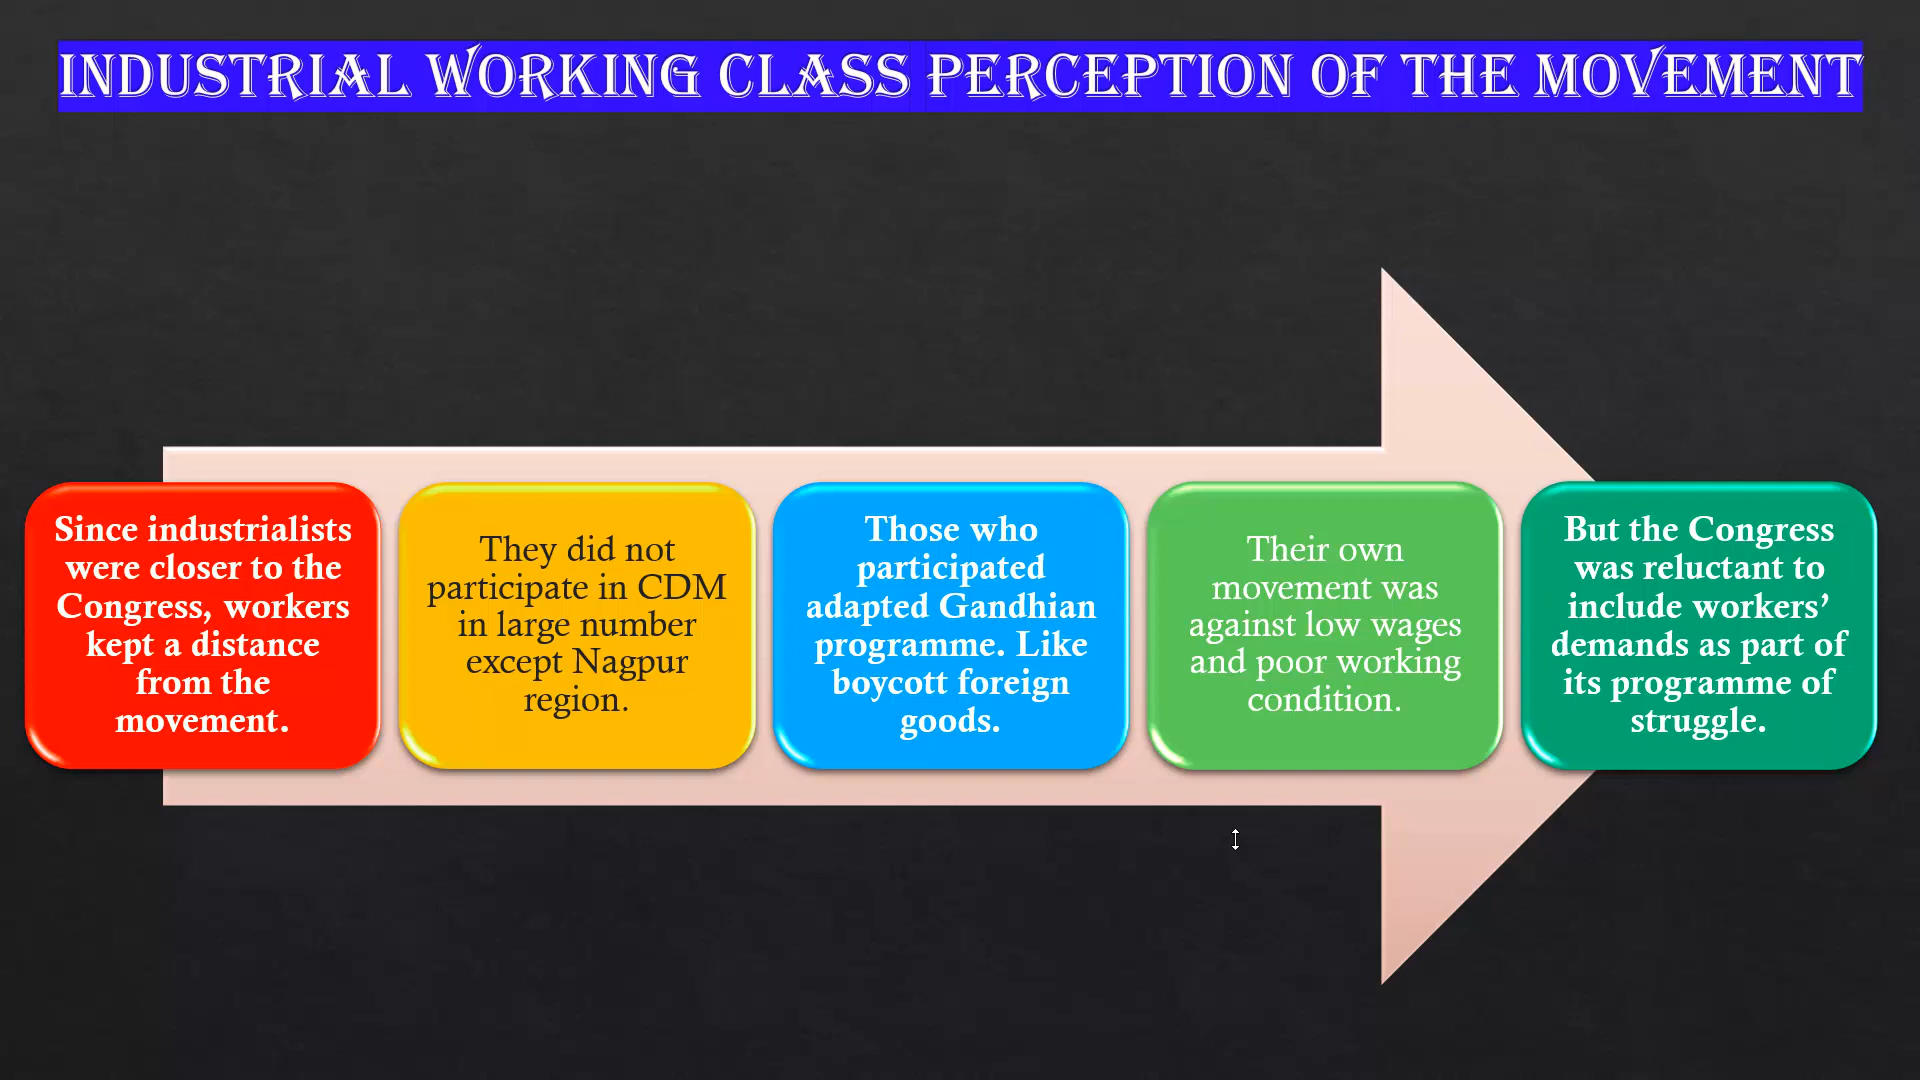 INDUSTRIAL WORKING CLASS PERCEPTION OF THE MOVEMENT
Since industrialists
were closer to the
Congress, workers
kept a distance
from the
movement.
They did not
participate in CDM
in large number
except Nagpur
region.
Those who
participated
adapted Gandhian
programme. Like
boycott foreign
goods.
Their own
movement was
against low wages
and poor working
condition.
But the Congress
was reluctant to
include workers’
demands as part of
its programme of
struggle.